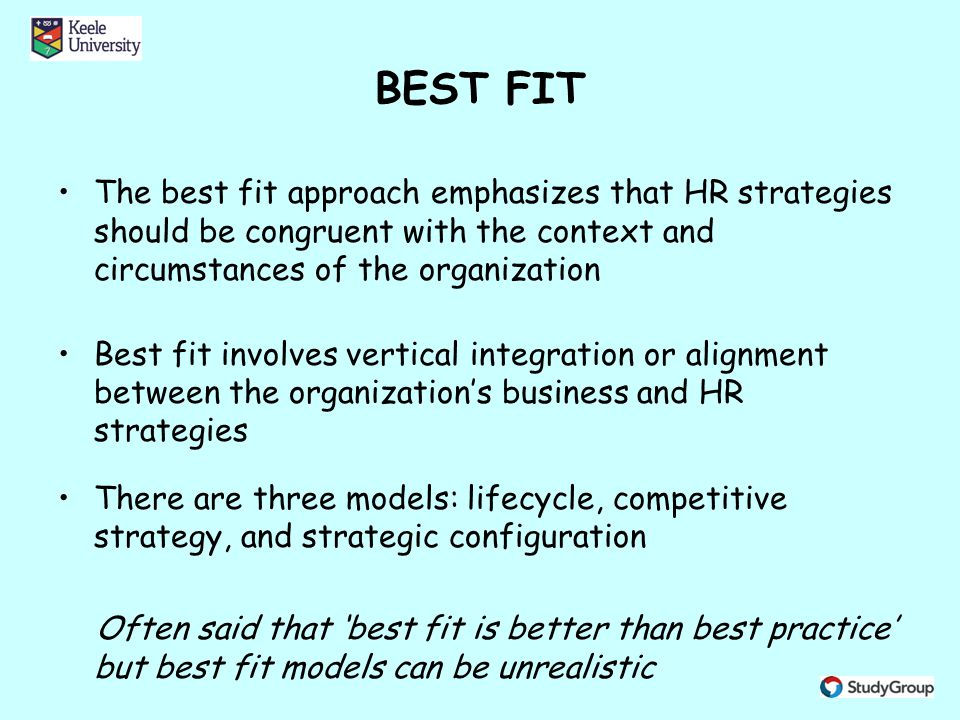 Keele
University
BEST FIT
• The best fit approach emphasizes that HR strategies
should be congruent with the context and
circumstances of the organization
• Best fit involves vertical integration or alignment
between the organization’s business and HR
strategies
• There are three models: lifecycle, competitive
strategy, and strategic configuration
Often said that ‘best fit is better than best practice’
but best fit models can be unrealistic
StudyGroup